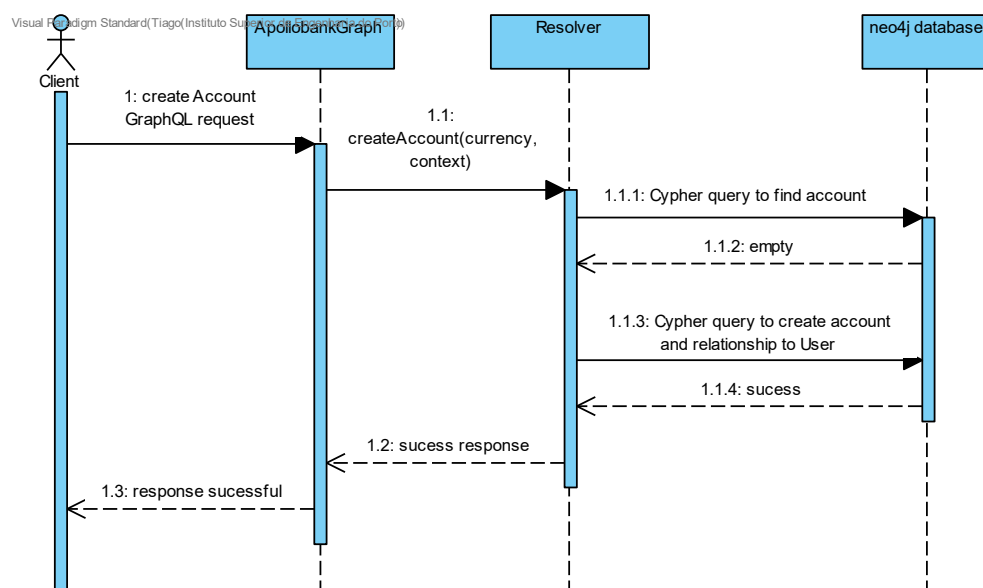 Visual Paradigm Standard(Tiago(Instituto Superior de Engenharia do Porto)
ApollobankGraph
Resolver
neo4j database
Client
1: create Account
GraphQL request
1.1:
createAccount(currency,
context)
1.1.1: Cypher query to find account
1.1.2: empty
1.1.3: Cypher query to create account
and relationship to User
1.1.4: sucess
1.2: sucess response
1.3: response sucessful